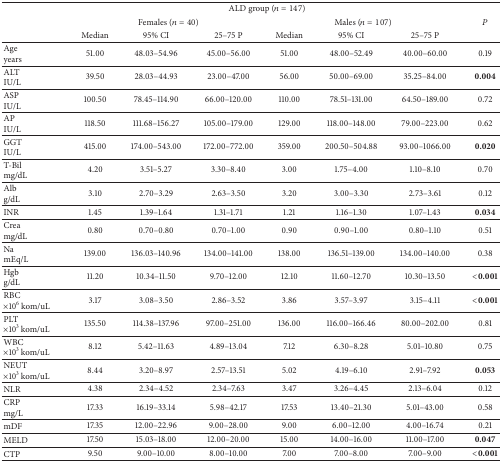 ALD group (n = 147)
Females (n = 40) Males (n = 107) P
Median 95% CI 25–75 P Median 95% CI 25–75 P
Age years 51.00 48.03–54.96 45.00–56.00 51.00 48.00–52.49 40.00–60.00 0.19
ALT IU/L 39.50 28.03–44.93 23.00–47.00 56.00 50.00–69.00 35.25–84.00 0.004
ASP IU/L 100.50 78.45–114.90 66.00–120.00 110.00 78.51–131.00 64.50–189.00 0.72
AP IU/L 118.50 111.68–156.27 105.00–179.00 129.00 118.00–148.00 79.00–223.00 0.62
GGT IU/L 415.00 174.00–543.00 172.00–772.00 359.00 200.50–504.88 93.00–1066.00 0.020
T-Bil mg/dL 4.20 3.51–5.27 3.30–8.40 3.00 1.75–4.00 1.10–8.10 0.70
Alb g/dL 3.10 2.70–3.29 2.63–3.50 3.20 3.00–3.30 2.73–3.61 0.12
INR 1.45 1.39–1.64 1.31–1.71 1.21 1.16–1.30 1.07–1.43 0.034
Crea mg/dL 0.80 0.70–0.80 0.70–1.00 0.90 0.90–1.00 0.80–1.10 0.51
Na mEq/L 139.00 136.03–140.96 134.00–141.00 138.00 136.51–139.00 134.00–140.00 0.38
Hgb g/dL 11.20 10.34–11.50 9.70–12.00 12.10 11.60–12.70 10.30–13.50 <0.001
RBC ×10⁶ kom/uL 3.17 3.08–3.50 2.86–3.52 3.86 3.57–3.97 3.15–4.11 <0.001
PLT ×10³ kom/uL 135.50 114.38–137.96 97.00–251.00 136.00 116.00–166.46 80.00–202.00 0.81
WBC ×10³ kom/uL 8.12 5.42–11.63 4.89–13.04 7.12 6.30–8.28 5.01–10.80 0.75
NEUT ×10³ kom/uL 8.44 3.20–8.97 2.57–13.51 5.02 4.19–6.10 2.91–7.92 0.053
NLR 4.38 2.34–4.52 2.34–7.63 3.47 3.26–4.45 2.13–6.04 0.12
CRP mg/L 17.33 16.19–33.14 5.98–42.17 17.53 13.40–21.30 5.01–43.00 0.58
mDF 17.35 12.00–22.96 9.00–28.00 9.00 6.00–12.00 4.00–16.74 0.21
MELD 17.50 15.03–18.00 12.00–20.00 15.00 14.00–16.00 11.00–17.00 0.047
CTP 9.50 9.00–10.00 8.00–10.00 7.00 7.00–8.00 7.00–9.00 <0.001